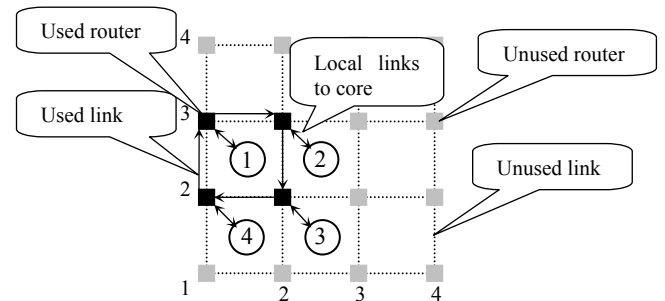 Used router
4
Local links
to core
Unused router
3
Used link
1
2
2
Unused link
4
3
1
2
3
4